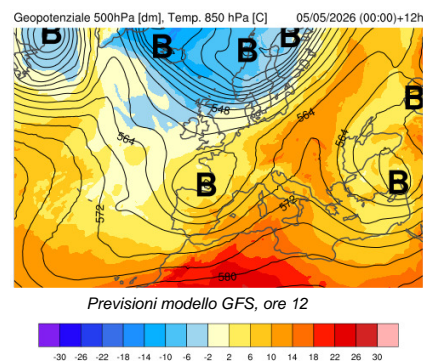 Geopotenziale 500hPa [dm], Temp. 850 hPa [C] 05/05/2026 (00:00)+12h
B
B
B
B
B
548
564
564
564
B
B
572
572
580
Previsioni modello GFS, ore 12
-30 -26 -22 -18 -14 -10 -6 -2 2 6 10 14 18 22 26 30